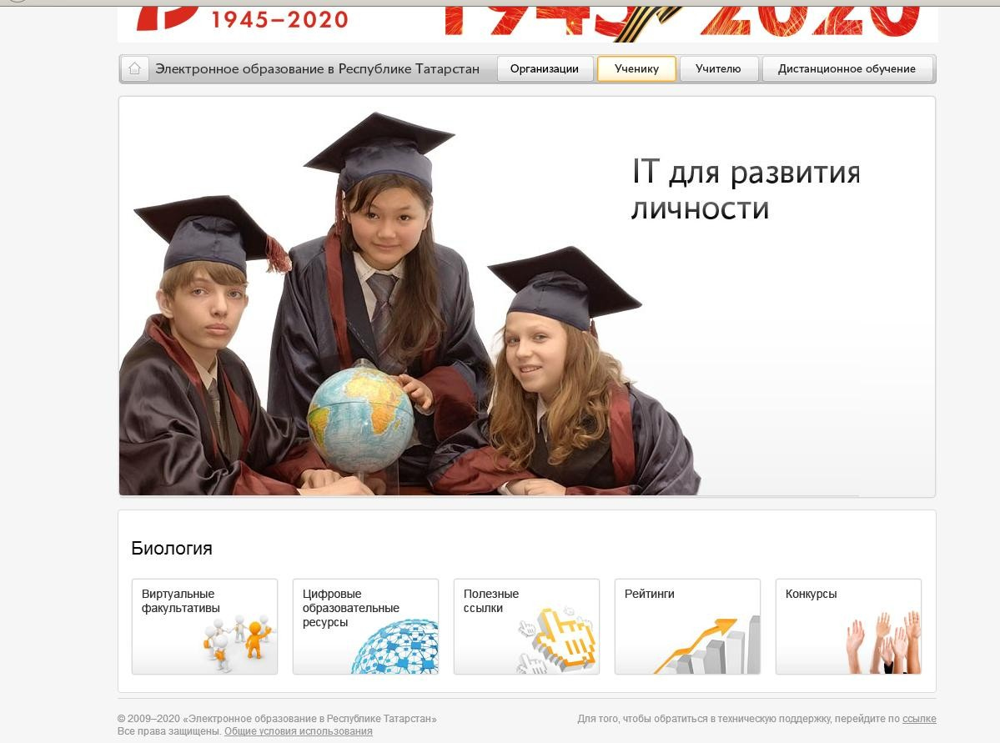 1945–2020
1945 2020
Электронное образование в Республике Татарстан
Организации
Ученику
Учителю
Дистанционное обучение
IT для развития
личности
Биология
Виртуальные
факультативы
Цифровые
образовательные
ресурсы
Полезные
ссылки
Рейтинги
Конкурсы
© 2009–2020 «Электронное образование в Республике Татарстан»
Все права защищены. Общие условия использования
Для того, чтобы обратиться в техническую поддержку, перейдите по ссылке